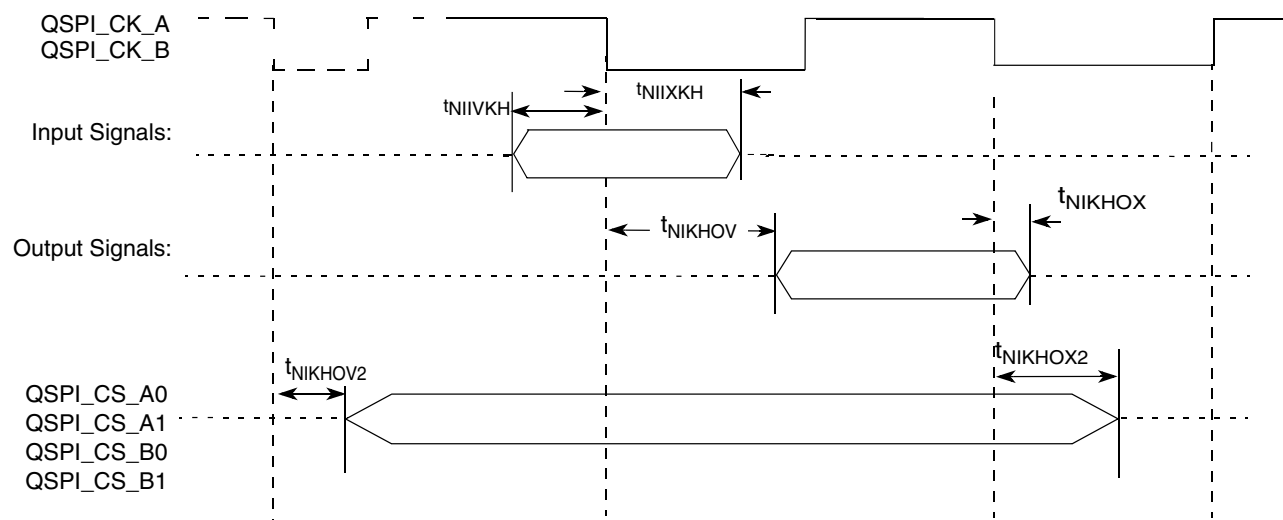 QSPI_CK_A
QSPI_CK_B
tNIIVKH
tNIIXKH
Input Signals:
tNIKHOX
tNIKHOV
Output Signals:
tNIKHOV2
tNIKHOX2
QSPI_CS_A0
QSPI_CS_A1
QSPI_CS_B0
QSPI_CS_B1